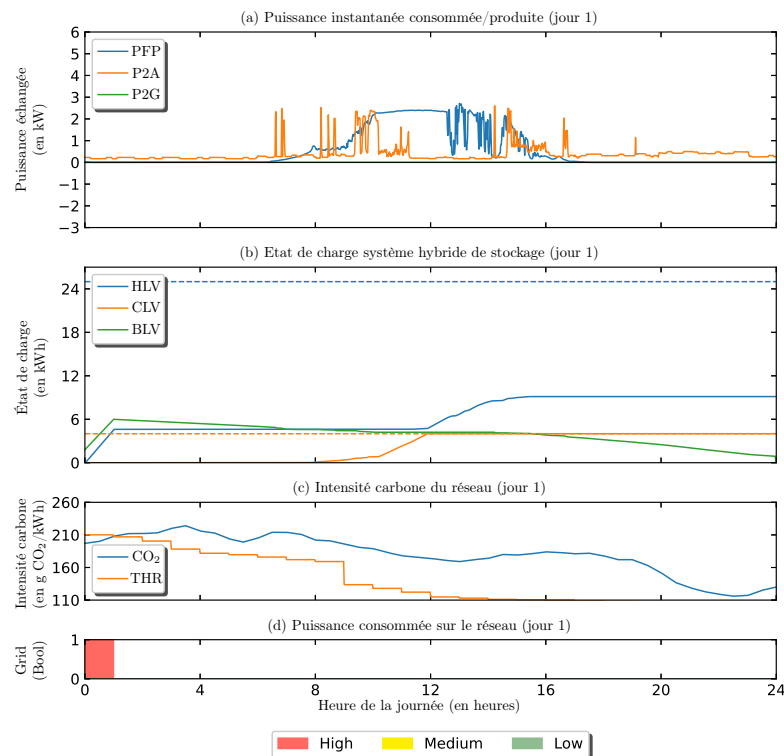 (a) Puissance instantanée consommée/produite (jour 1)
Puissance échangée
(en kW)
6
5
4
3
2
1
0
−1
−2
−3
PFP
P2A
P2G
(b) Etat de charge système hybride de stockage (jour 1)
État de charge
(en kWh)
24
18
12
6
0
HLV
CLV
BLV
(c) Intensité carbone du réseau (jour 1)
Intensité carbone
(en g CO₂/kWh)
260
210
160
110
CO₂
THR
(d) Puissance consommée sur le réseau (jour 1)
Grid
(Bool)
1
0
0 4 8 12 16 20 24
Heure de la journée (en heures)
High Medium Low